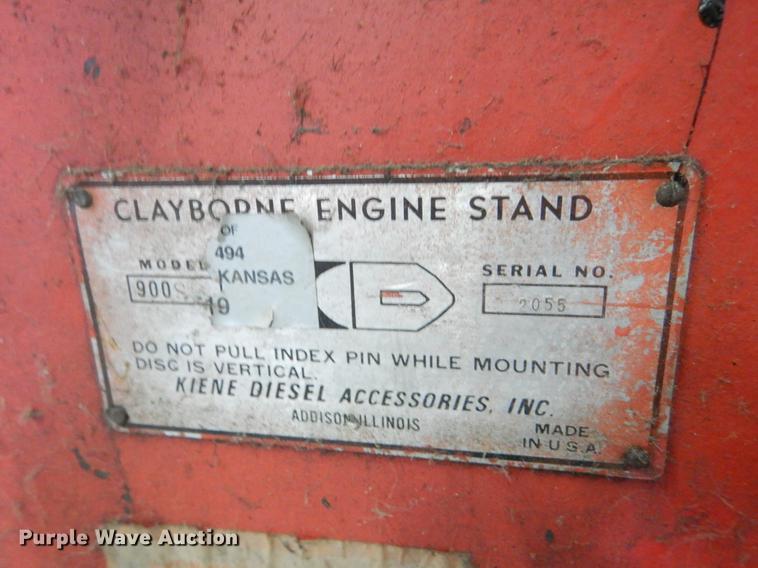 CLAYBORNE ENGINE STAND
OF
494
MODEL
KANSAS
SERIAL NO.
900S
19
2055
DO NOT PULL INDEX PIN WHILE MOUNTING
DISC IS VERTICAL.
KIENE DIESEL ACCESSORIES, INC.
ADDISON ILLINOIS
MADE
IN U.S.A.
Purple Wave Auction